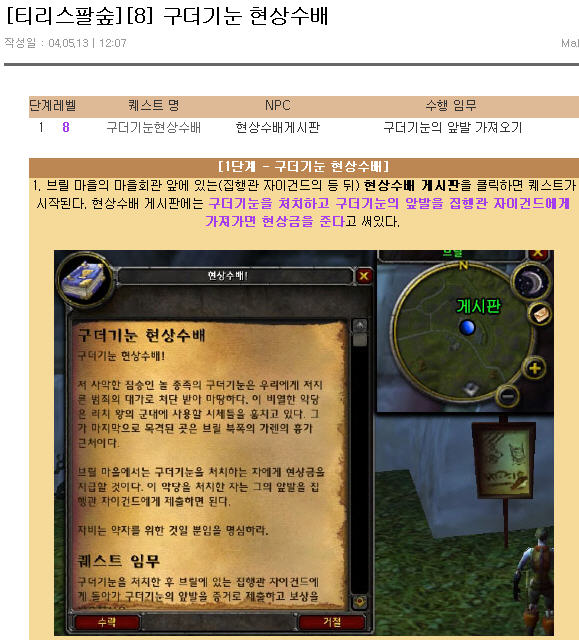 [티리스팔숲][8] 구더기눈 현상수배
작성일 : 04.05.13 | 12:07
Mal
단계레벨 퀘스트 명 NPC 수행 임무
1 8 구더기눈현상수배 현상수배게시판 구더기눈의 앞발 가져오기
[1단계 - 구더기눈 현상수배]
1. 브릴 마을의 마을회관 앞에 있는(집행관 자이건드의 등 뒤) 현상수배 게시판을 클릭하면 퀘스트가
시작된다. 현상수배 게시판에는 구더기눈을 처치하고 구더기눈의 앞발을 집행관 자이건드에게
가져가면 현상금을 준다고 써있다.
현상수배!
브릴
N
게시판
구더기눈 현상수배
구더기눈 현상수배!
저 사악한 짐승인 놀 종족의 구더기눈은 우리에게 저지
른 범죄의 대가로 처단 받아 마땅하다. 이 비열한 악당
은 리치 왕의 군대에 사용할 시체들을 훔치고 있다. 그
가 마지막으로 목격된 곳은 브릴 북쪽의 가렌의 흉가
근처이다.
브릴 마을에서는 구더기눈을 처치하는 자에게 현상금을
지급할 것이다. 이 악당을 처치한 자는 그의 앞발을 집
행관 자이건드에게 제출하면 된다.
자비는 약자를 위한 것일 뿐임을 명심하라.
퀘스트 임무
구더기눈을 처치한 후 브릴에 있는 집행관 자이건드에
게 돌아가 구더기눈의 앞발을 증거로 제출하고 보상을
수락
거절